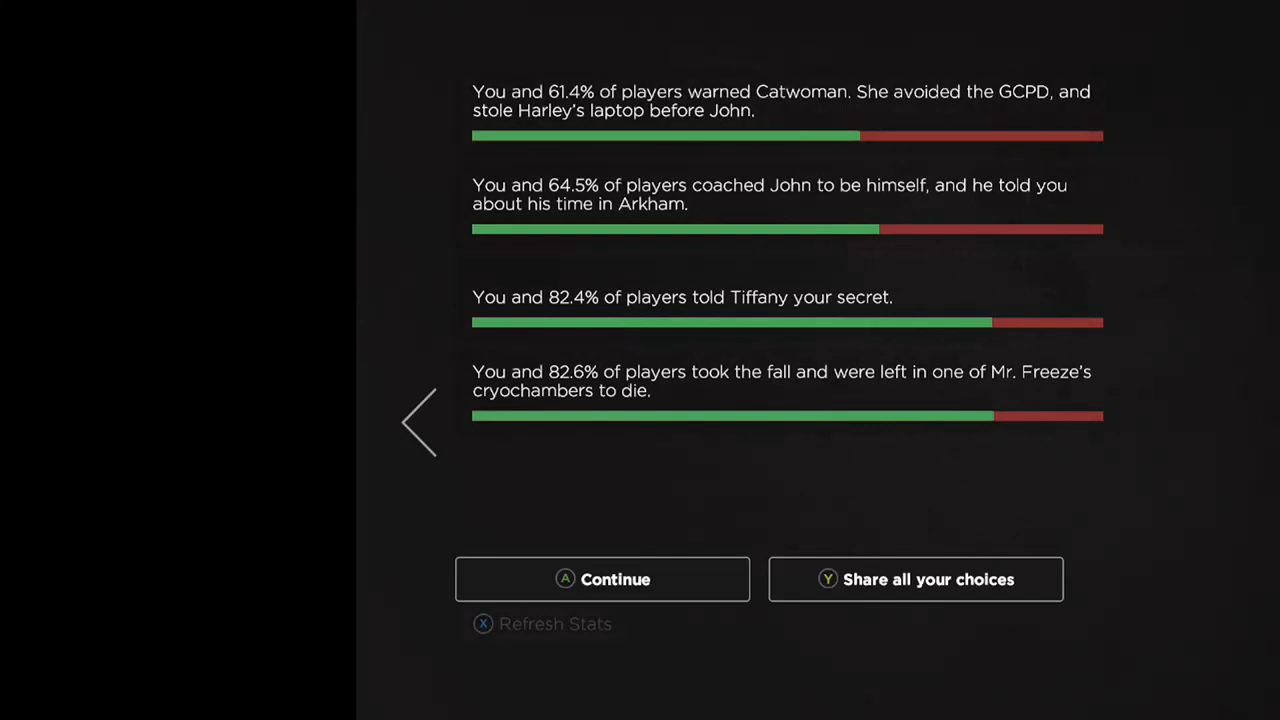 You and 61.4% of players warned Catwoman. She avoided the GCPD, and
stole Harley's laptop before John.
You and 64.5% of players coached John to be himself, and he told you
about his time in Arkham.
You and 82.4% of players told Tiffany your secret.
You and 82.6% of players took the fall and were left in one of Mr. Freeze's
cryochambers to die.
A Continue
Y Share all your choices
X Refresh Stats